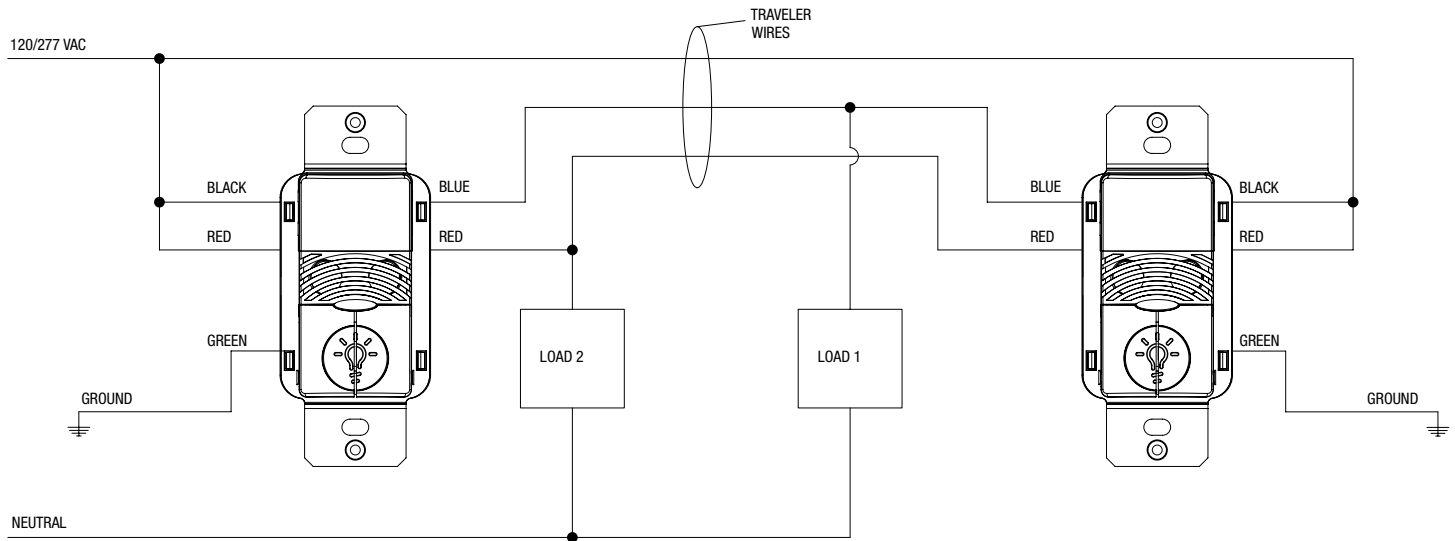 TRAVELER
WIRES
120/277 VAC
BLACK
BLUE
BLUE
BLACK
RED
RED
RED
RED
GREEN
LOAD 2
LOAD 1
GREEN
GROUND
GROUND
NEUTRAL